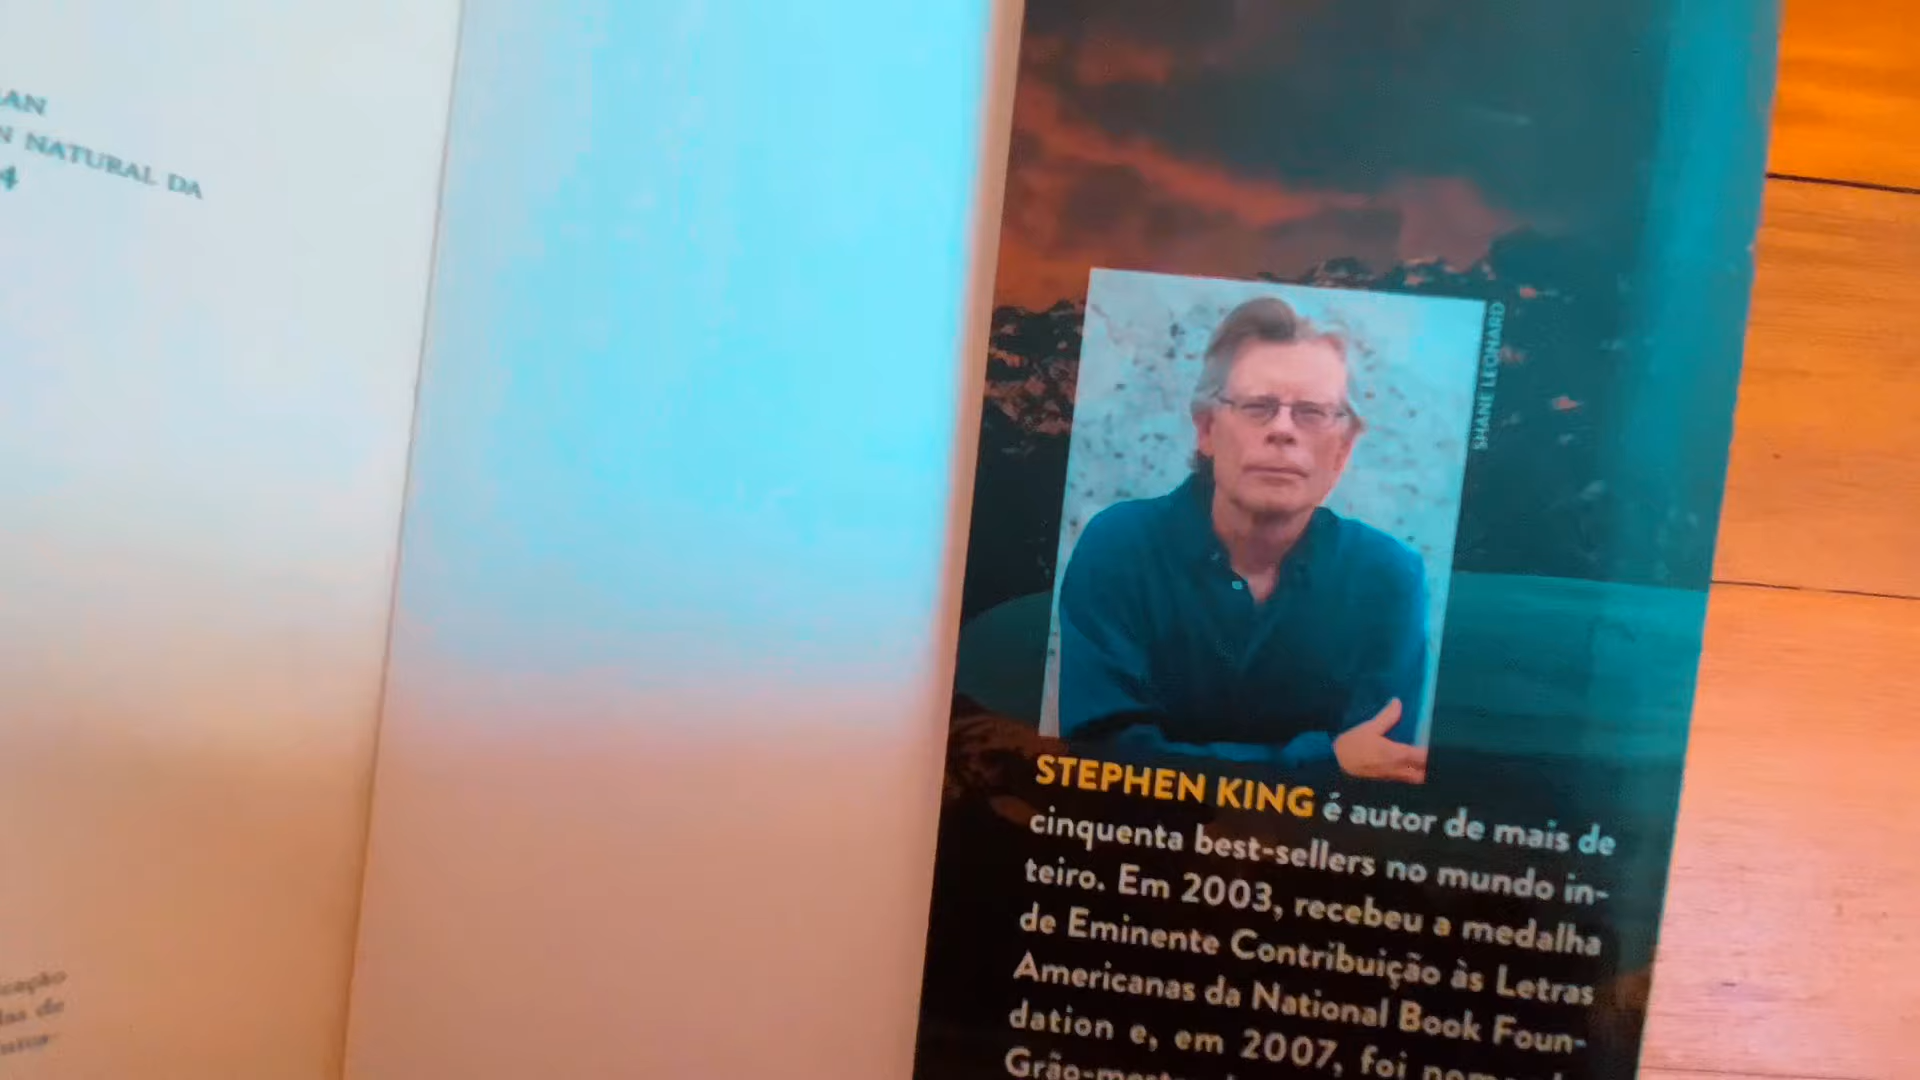 NATURAL DA
4
SHANE LEONARD
STEPHEN KING é autor de mais de
cinquenta best-sellers no mundo in-
teiro. Em 2003, recebeu a medalha
de Eminente Contribuição às Letras
Americanas da National Book Foun-
dation e, em 2007, foi